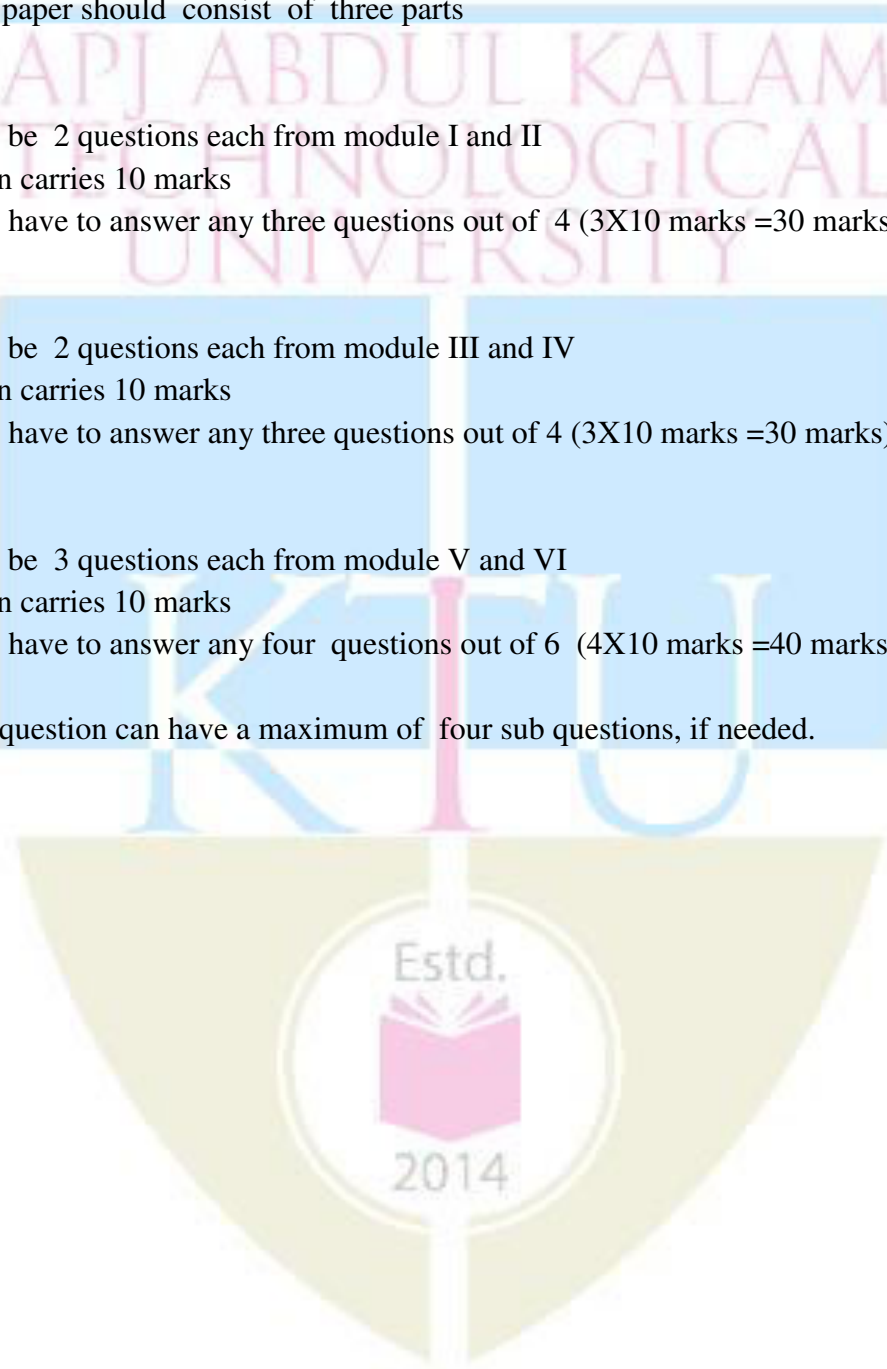 paper should consist of three parts
APJ ABDUL KALAM
TECHNOLOGICAL
UNIVERSITY
be 2 questions each from module I and II
n carries 10 marks
have to answer any three questions out of 4 (3X10 marks =30 marks
be 2 questions each from module III and IV
n carries 10 marks
have to answer any three questions out of 4 (3X10 marks =30 marks)
be 3 questions each from module V and VI
n carries 10 marks
have to answer any four questions out of 6 (4X10 marks =40 marks
question can have a maximum of four sub questions, if needed.
KTU
Estd.
2014